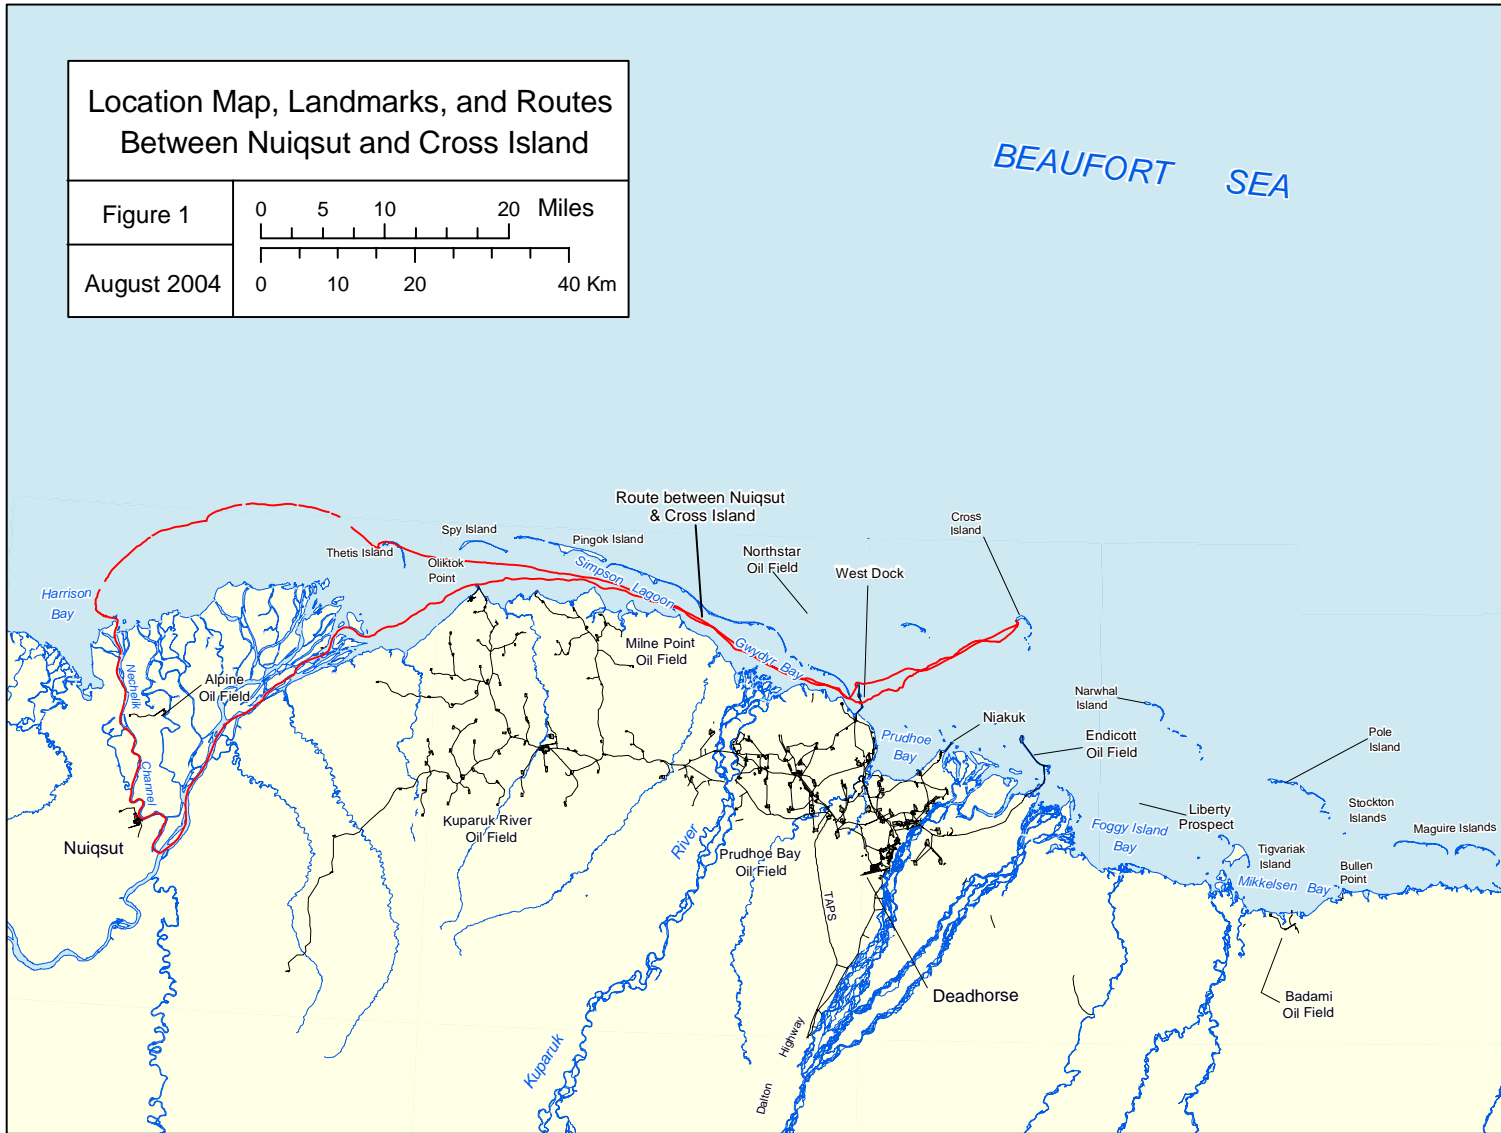 Location Map, Landmarks, and Routes
Between Nuiqsut and Cross Island
Figure 1
0 5 10 20 Miles
August 2004
0 10 20 40 Km
BEAUFORT SEA
Route between Nuiqsut
& Cross Island
Cross
Island
Spy Island
Pingok Island
Thetis Island
Oliktok
Point
Northstar
Oil Field
West Dock
Simpson Lagoon
Harrison
Bay
Milne Point
Oil Field
Gwydyr Bay
Alpine
Oil Field
Nechelik
Channel
Narwhal
Island
Niakuk
Prudhoe
Bay
Endicott
Oil Field
Pole
Island
Liberty
Prospect
Stockton
Islands
Maguire Islands
Foggy Island
Bay
Tigvariak
Island
Bullen
Point
Mikkelsen Bay
Nuiqsut
Kuparuk River
Oil Field
River
Prudhoe Bay
Oil Field
TAPS
Deadhorse
Badami
Oil Field
Kuparuk
Highway
Dalton